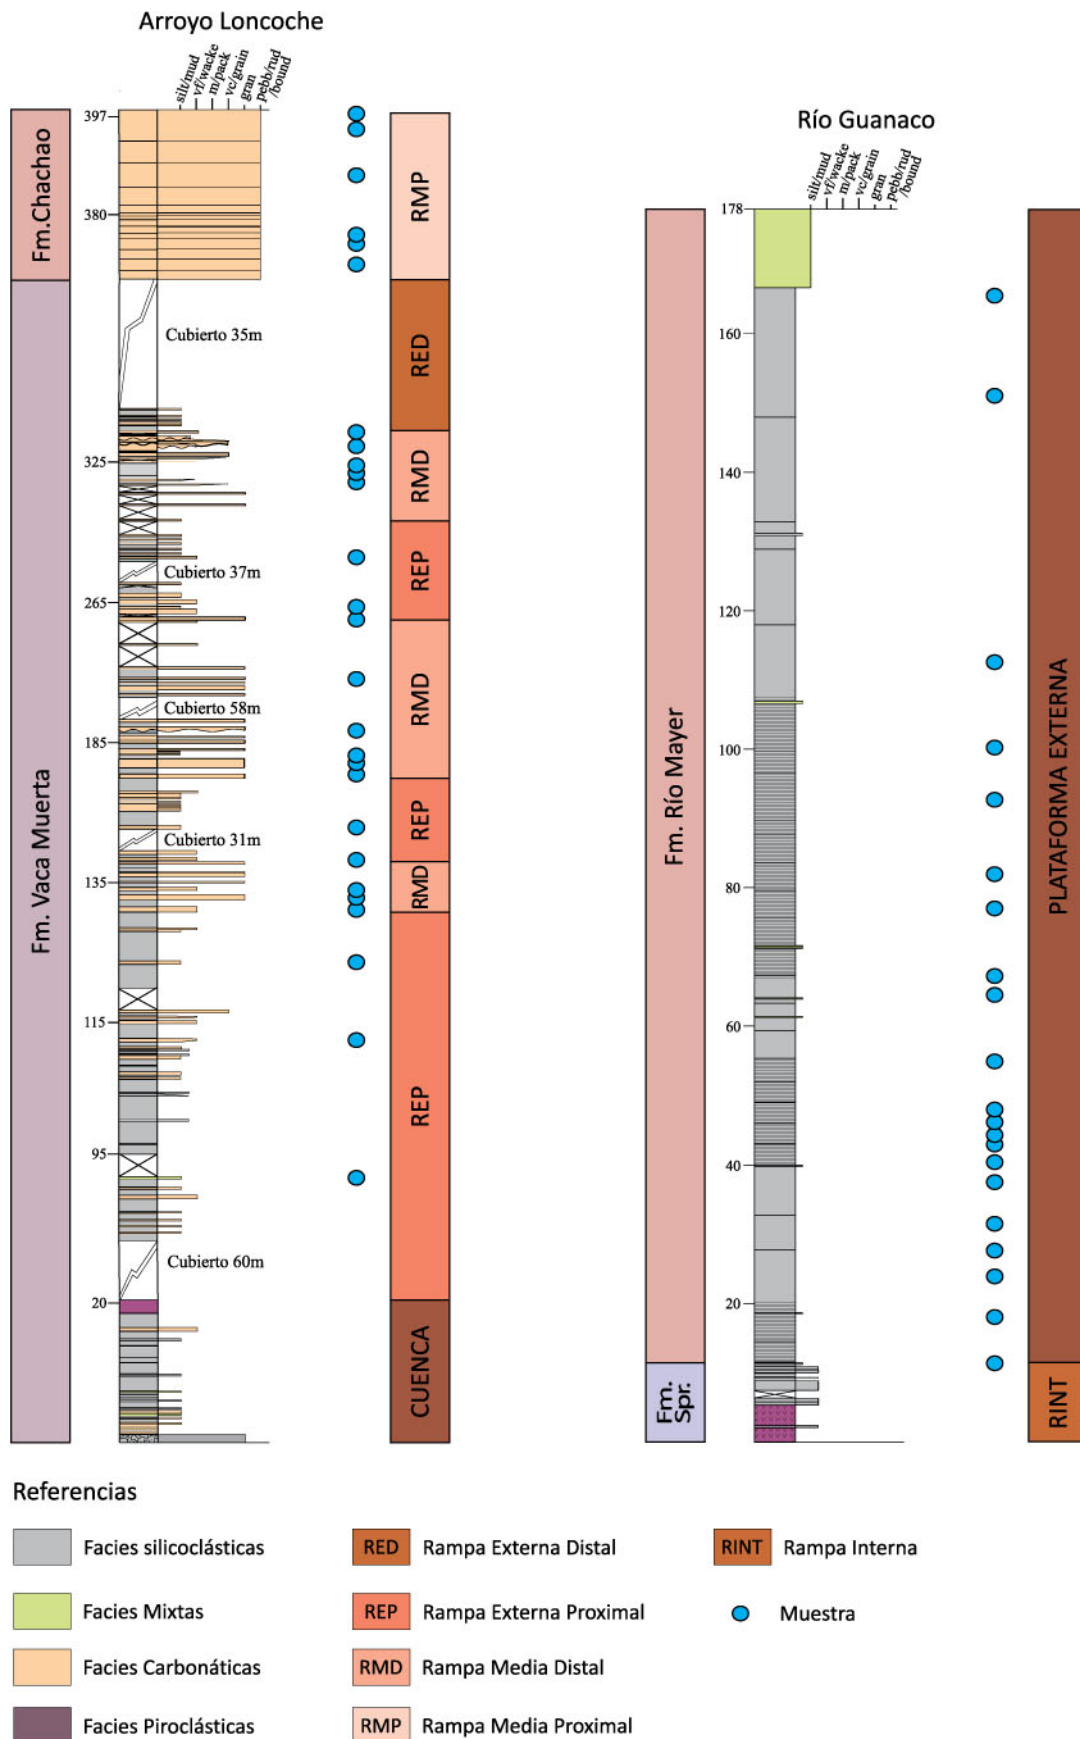 Arroyo Loncoche
silt/mud
vf/wacke
m/pack
vc/grain
gran
pebb/rud
/bound
397
380
325
265
185
135
115
95
20
Fm.Chachao
Fm. Vaca Muerta
Cubierto 35m
Cubierto 37m
Cubierto 58m
Cubierto 31m
Cubierto 60m
RMP
RED
RMD
REP
RMD
REP
RMD
REP
CUENCA
Río Guanaco
silt/mud
vf/wacke
m/pack
vc/grain
gran
pebb/rud
/bound
178
160
140
120
100
80
60
40
20
Fm. Río Mayer
Fm.
Spr.
PLATAFORMA EXTERNA
RINT
Referencias
Facies silicoclásticas
Facies Mixtas
Facies Carbonáticas
Facies Piroclásticas
RED Rampa Externa Distal
REP Rampa Externa Proximal
RMD Rampa Media Distal
RMP Rampa Media Proximal
RINT Rampa Interna
Muestra